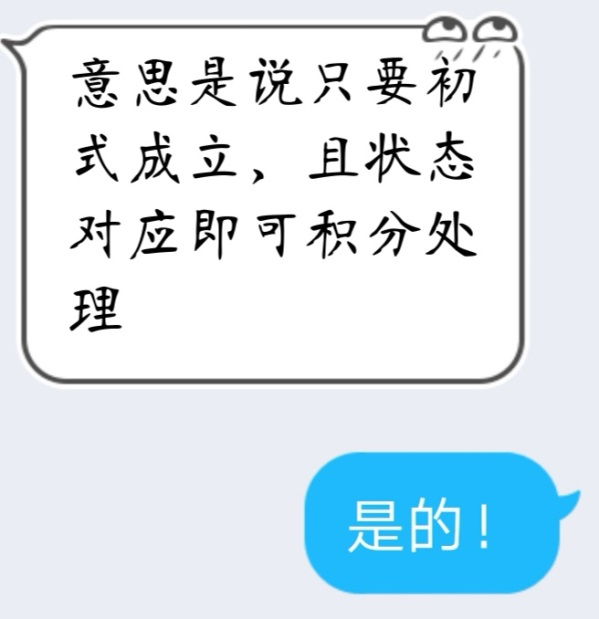 意思是说只要初
式成立，且状态
对应即可积分处
理
是的！